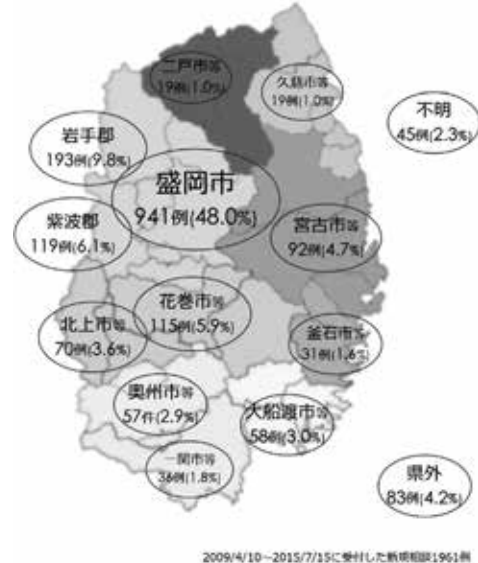 二戸市等
19例(1.0%)
久慈市等
19例(1.0%)
不明
45例(2.3%)
岩手郡
193例(9.8%)
盛岡市
941例(48.0%)
紫波郡
119例(6.1%)
宮古市等
92例(4.7%)
花巻市等
115例(5.9%)
北上市等
70例(3.6%)
釜石市等
31例(1.6%)
奥州市等
57件(2.9%)
大船渡市等
58例(3.0%)
一関市等
36例(1.8%)
県外
83例(4.2%)
2009/4/10～2015/7/15に受付した新規相談1961例